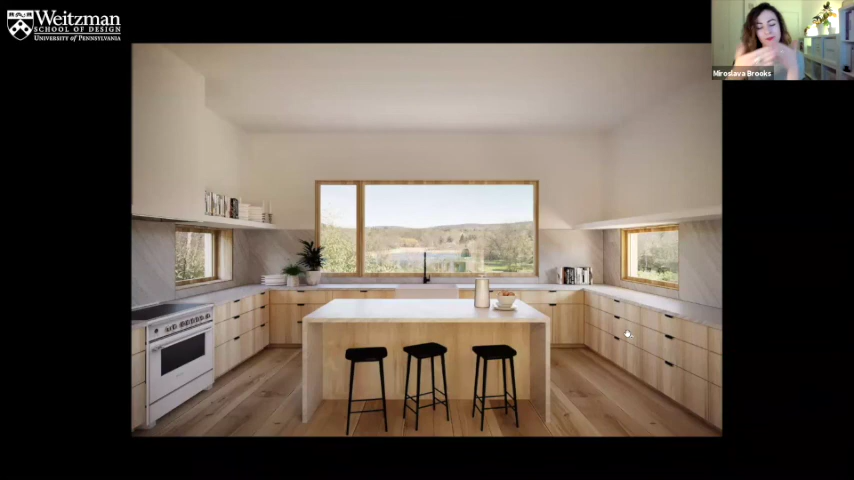 Weitzman
SCHOOL OF DESIGN
UNIVERSITY OF PENNSYLVANIA
Miroslava Brooks